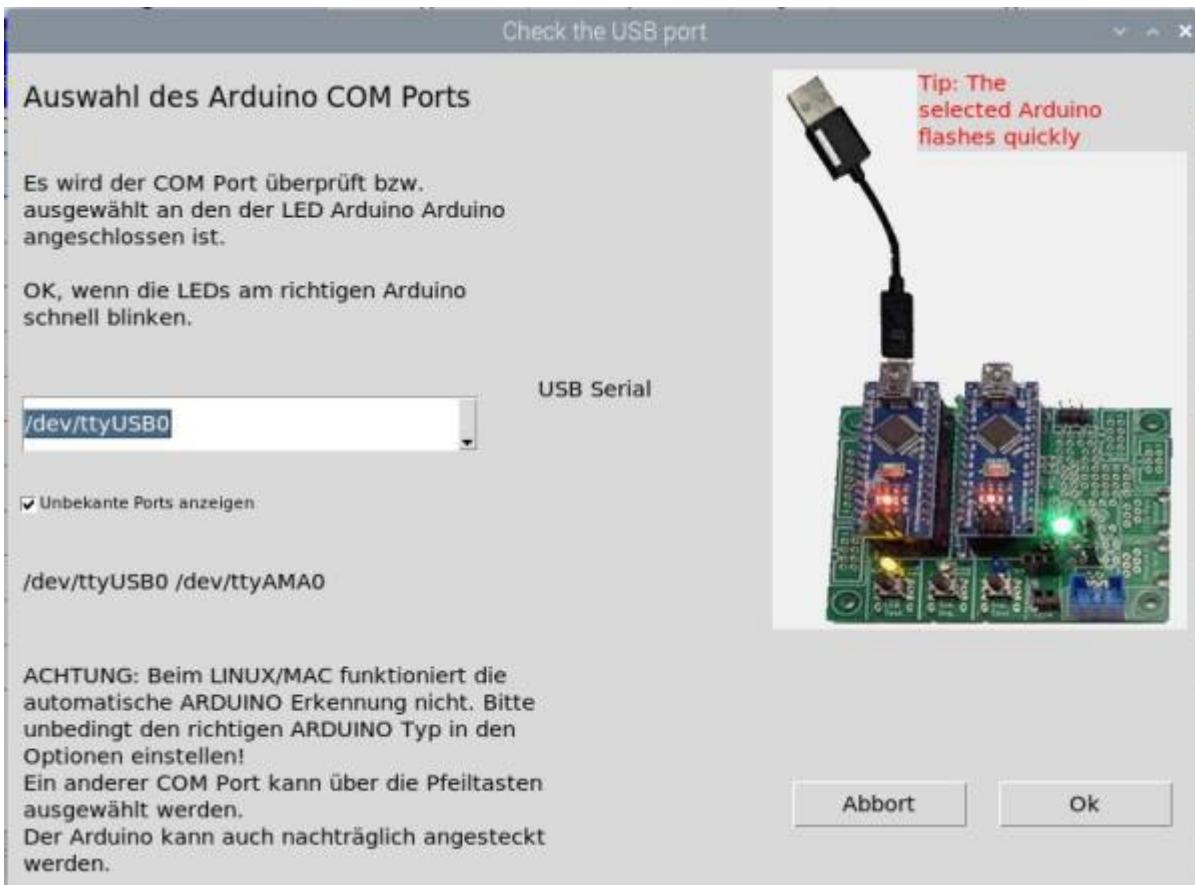 Check the USB port
Auswahl des Arduino COM Ports
Tip: The
selected Arduino
flashes quickly
Es wird der COM Port überprüft bzw.
ausgewählt an den der LED Arduino Arduino
angeschlossen ist.
OK, wenn die LEDs am richtigen Arduino
schnell blinken.
USB Serial
/dev/ttyUSB0
Unbekante Ports anzeigen
/dev/ttyUSB0 /dev/ttyAMA0
ACHTUNG: Beim LINUX/MAC funktioniert die
automatische ARDUINO Erkennung nicht. Bitte
unbedingt den richtigen ARDUINO Typ in den
Optionen einstellen!
Ein anderer COM Port kann über die Pfeiltasten
ausgewählt werden.
Der Arduino kann auch nachträglich angesteckt
werden.
Abbort
Ok